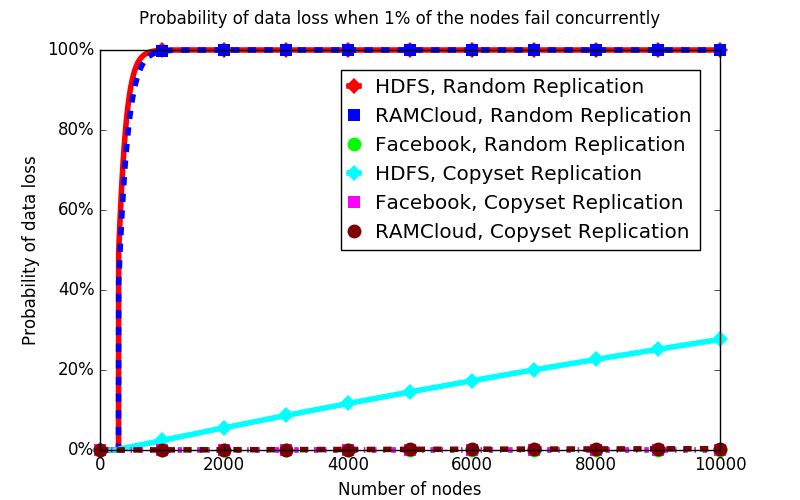 Probability of data loss when 1% of the nodes fail concurrently
100%
80%
60%
40%
20%
0%
Probability of data loss
HDFS, Random Replication
RAMCloud, Random Replication
Facebook, Random Replication
HDFS, Copyset Replication
Facebook, Copyset Replication
RAMCloud, Copyset Replication
0 2000 4000 6000 8000 10000
Number of nodes